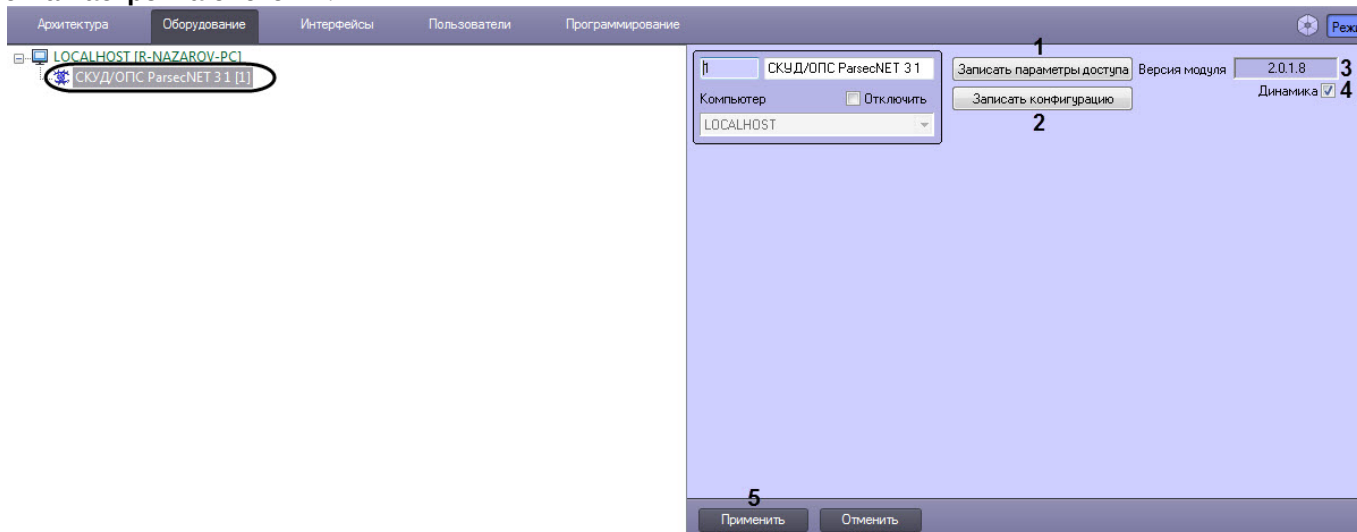 Архитектура Оборудование Интерфейсы Пользователи Программирование
LOCALHOST [R-NAZAROV-PC]
СКУД/ОПС ParsecNET 3 1 [1]
1
1 СКУД/ОПС ParsecNET 3 1 Записать параметры доступа Версия модуля 2.0.1.8 3
Компьютер Отключить Записать конфигурацию Динамика 4
LOCALHOST 2
5
Применить Отменить